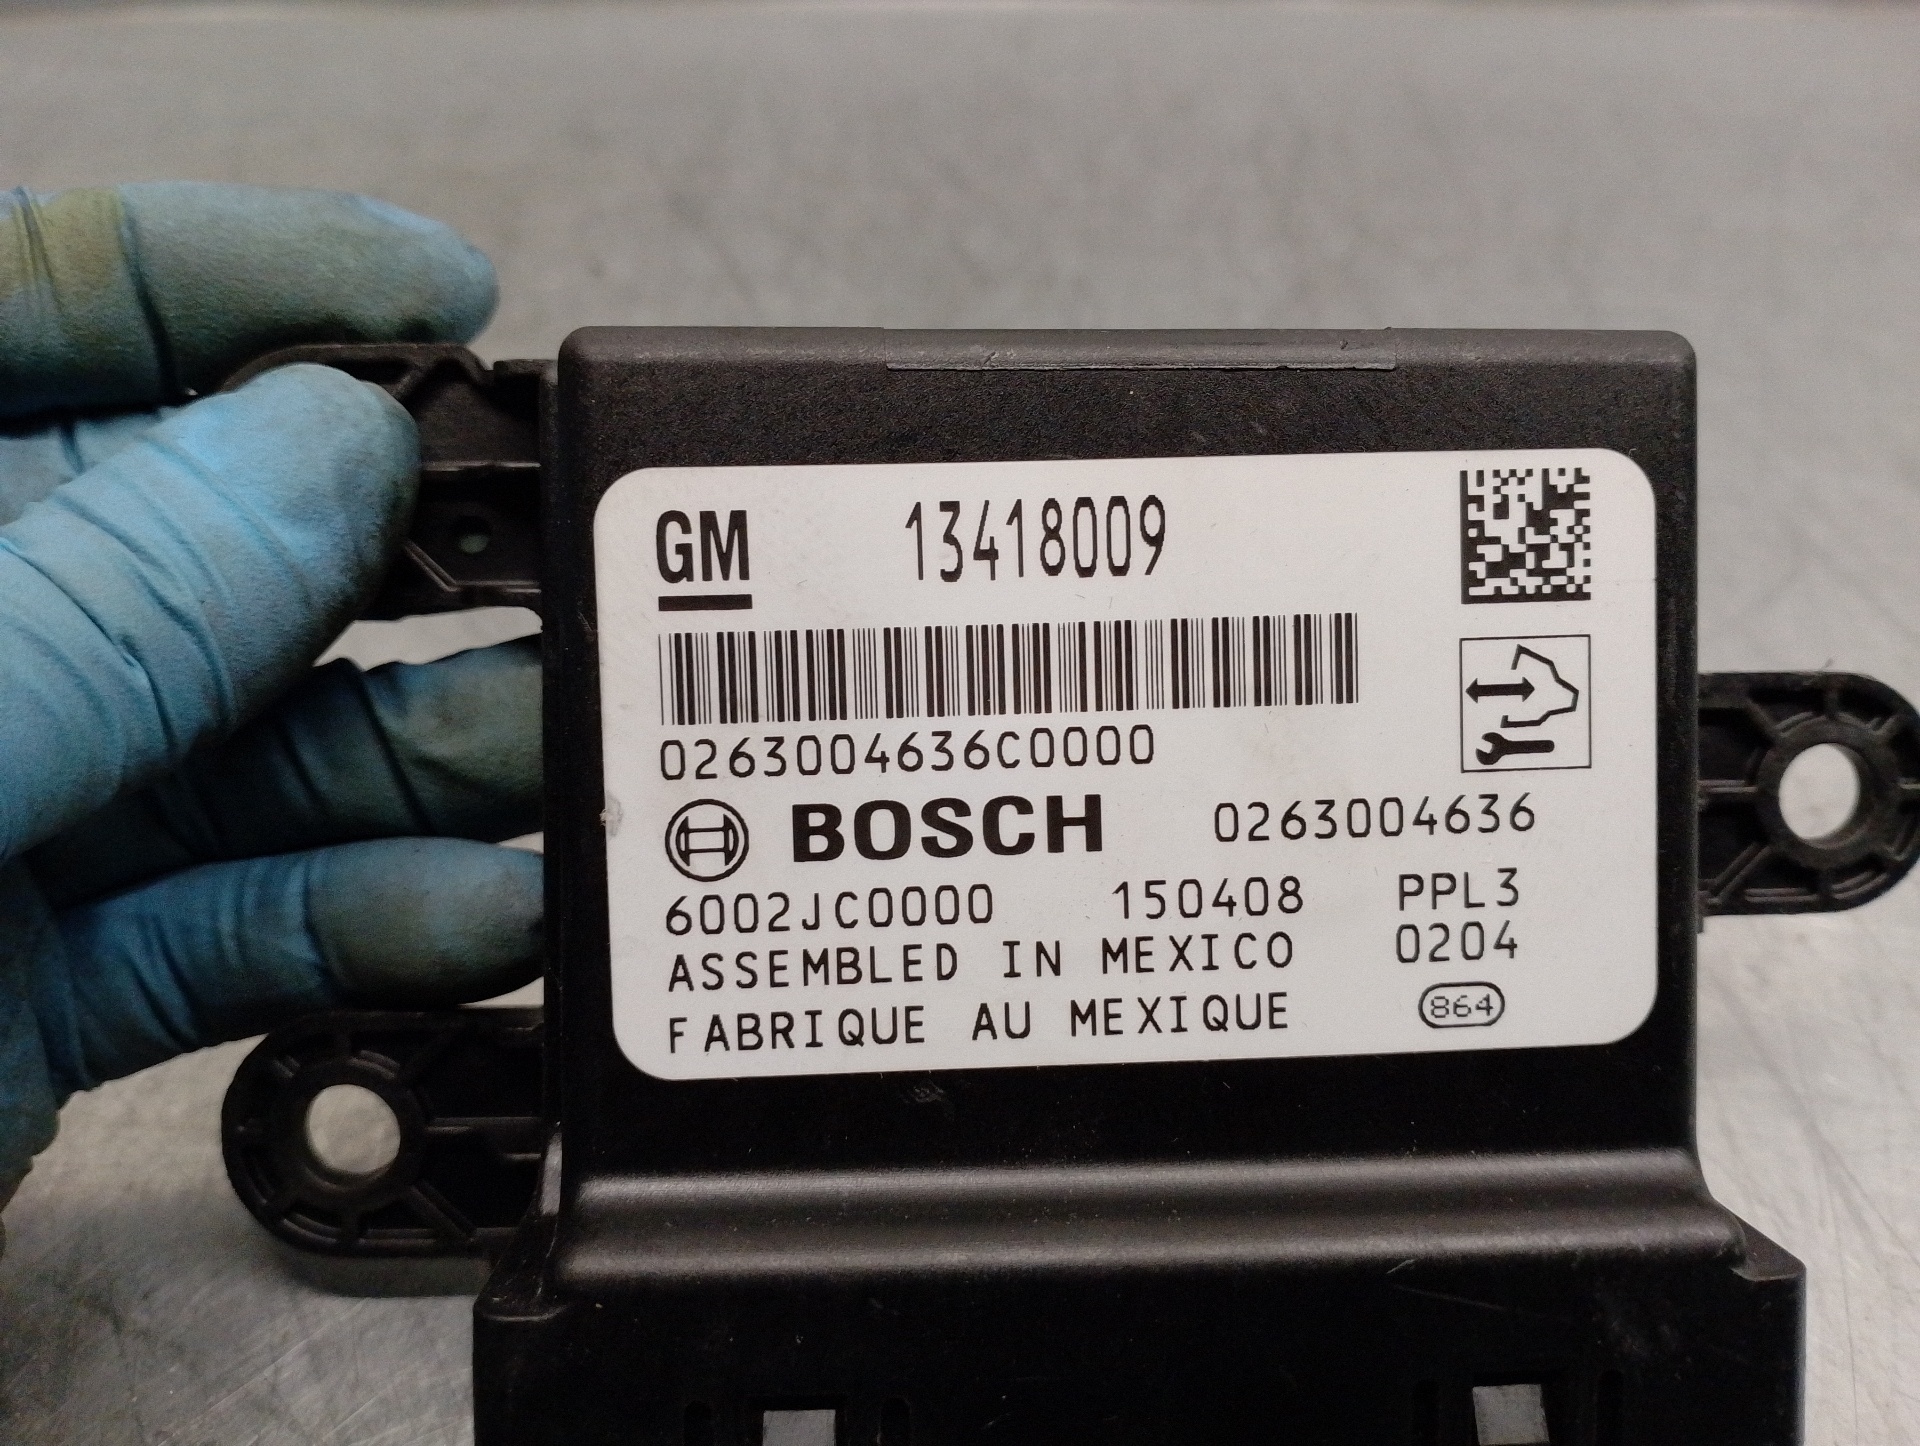 GM 13418009
0263004636C0000
BOSCH 0263004636
6002JC0000 150408 PPL3
ASSEMBLED IN MEXICO 0204
FABRIQUE AU MEXIQUE 864